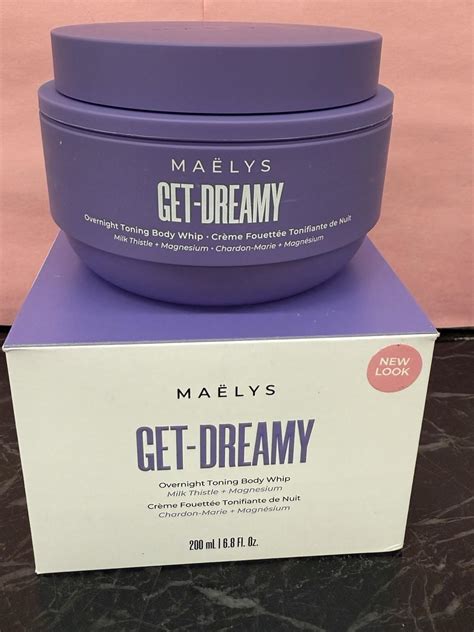 MAËLYS
GET-DREAMY
Overnight Toning Body Whip • Crème Fouettée Tonifiante de Nuit
Milk Thistle + Magnesium • Chardon-Marie + Magnésium
NEW
LOOK
MAËLYS
GET-DREAMY
Overnight Toning Body Whip
Milk Thistle + Magnesium
Crème Fouettée Tonifiante de Nuit
Chardon-Marie + Magnésium
200 ml | 6.8 Fl. Oz.